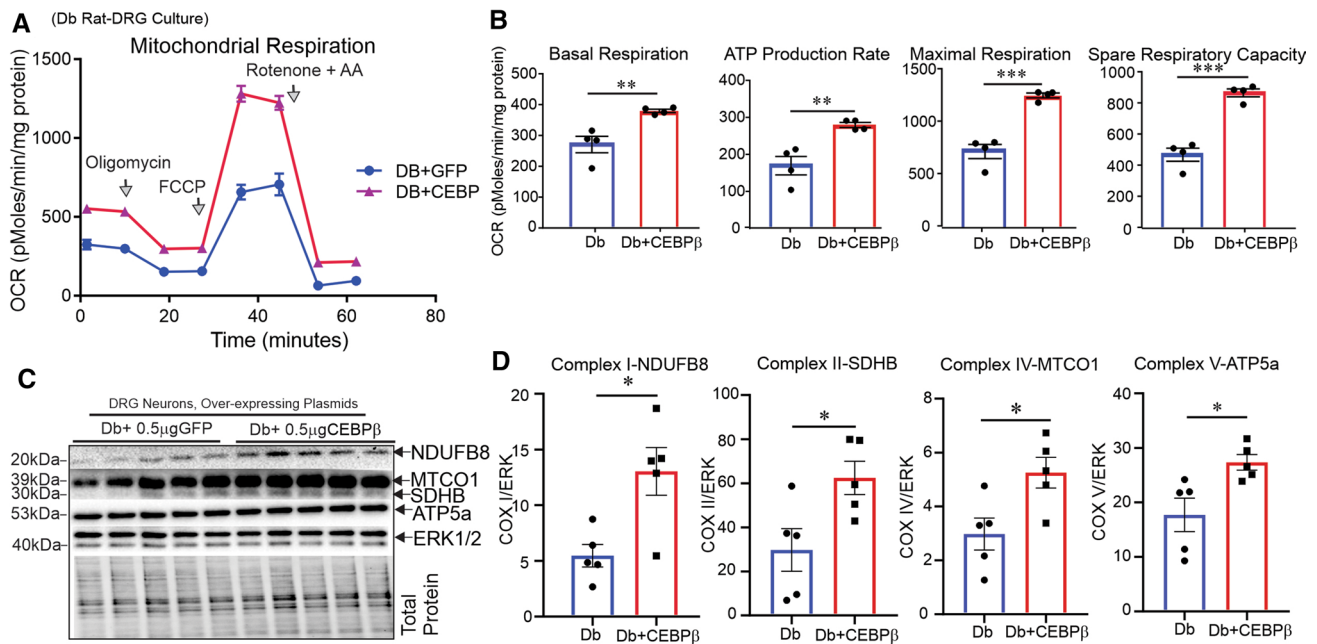 A
(Db Rat-DRG Culture)
Mitochondrial Respiration
Rotenone + AA
Oligomycin
FCCP
DB+GFP
DB+CEBP
OCR (pMoles/min/mg protein)
1500
1000
500
0
0 20 40 60 80
Time (minutes)
B
Basal Respiration
**
OCR (pMoles/min/mg protein)
500
400
300
200
100
0
Db Db+CEBPβ
ATP Production Rate
**
400
300
200
100
0
Db Db+CEBPβ
Maximal Respiration
***
1500
1000
500
0
Db Db+CEBPβ
Spare Respiratory Capacity
***
1000
800
600
400
200
0
Db Db+CEBPβ
C
DRG Neurons, Over-expressing Plasmids
Db+ 0.5μgGFP Db+ 0.5μgCEBPβ
20kDa– NDUFB8
39kDa– MTCO1
30kDa– SDHB
53kDa– ATP5a
ERK1/2
40kDa–
Total
Protein
D
Complex I-NDUFB8
*
COX I/ERK
20
15
10
5
0
Db Db+CEBPβ
Complex II-SDHB
*
COX II/ERK
100
80
60
40
20
0
Db Db+CEBPβ
Complex IV-MTCO1
*
COX IV/ERK
8
6
4
2
0
Db Db+CEBPβ
Complex V-ATP5a
*
COX V/ERK
40
30
20
10
0
Db Db+CEBPβ